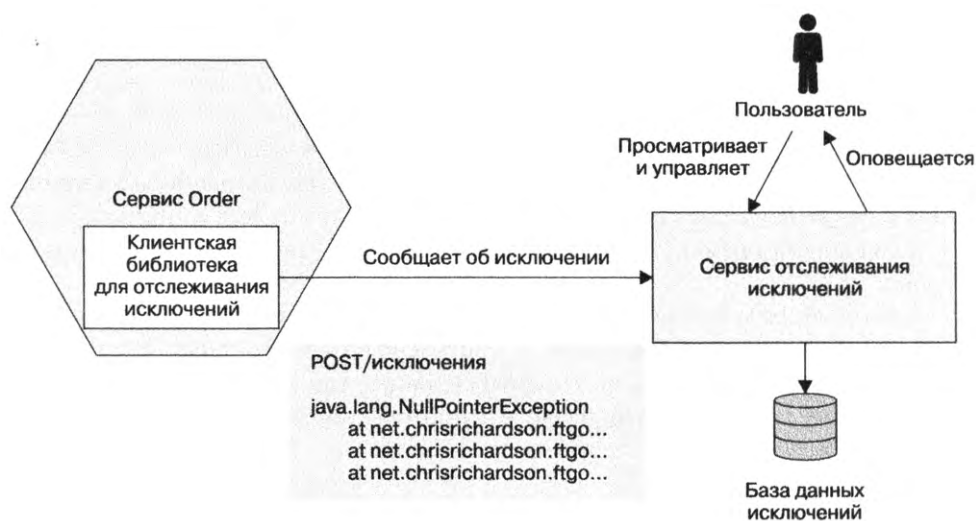 Пользователь
Просматривает
и управляет
Оповещается
Сервис Order
Клиентская
библиотека
для отслеживания
исключений
Сообщает об исключении
Сервис отслеживания
исключений
POST/исключения
java.lang.NullPointerException
at net.chrisrichardson.ftgo...
at net.chrisrichardson.ftgo...
at net.chrisrichardson.ftgo...
База данных
исключений